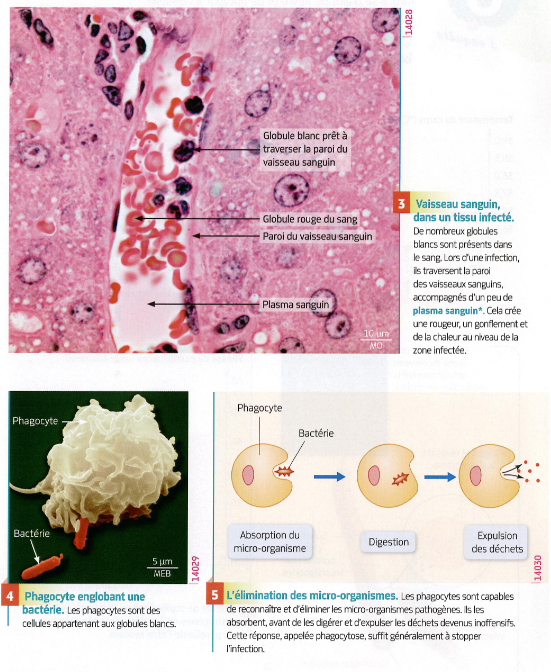 14028
Globule blanc prêt à
traverser la paroi du
vaisseau sanguin
Globule rouge du sang
Paroi du vaisseau sanguin
Plasma sanguin
10 µm
MO
3 Vaisseau sanguin,
dans un tissu infecté.
De nombreux globules
blancs sont présents dans
le sang. Lors d'une infection,
ils traversent la paroi
des vaisseaux sanguins,
accompagnés d'un peu de
plasma sanguin*. Cela crée
une rougeur, un gonflement et
de la chaleur au niveau de la
zone infectée.
Phagocyte
Bactérie
5 µm
MEB
14029
4 Phagocyte englobant une
bactérie. Les phagocytes sont des
cellules appartenant aux globules blancs.
Phagocyte
Bactérie
Absorption du
micro-organisme
Digestion
Expulsion
des déchets
14030
5 L'élimination des micro-organismes. Les phagocytes sont capables
de reconnaître et d'éliminer les micro-organismes pathogènes. Ils les
absorbent, avant de les digérer et d'expulser les déchets devenus inoffensifs.
Cette réponse, appelée phagocytose, suffit généralement à stopper
l'infection.